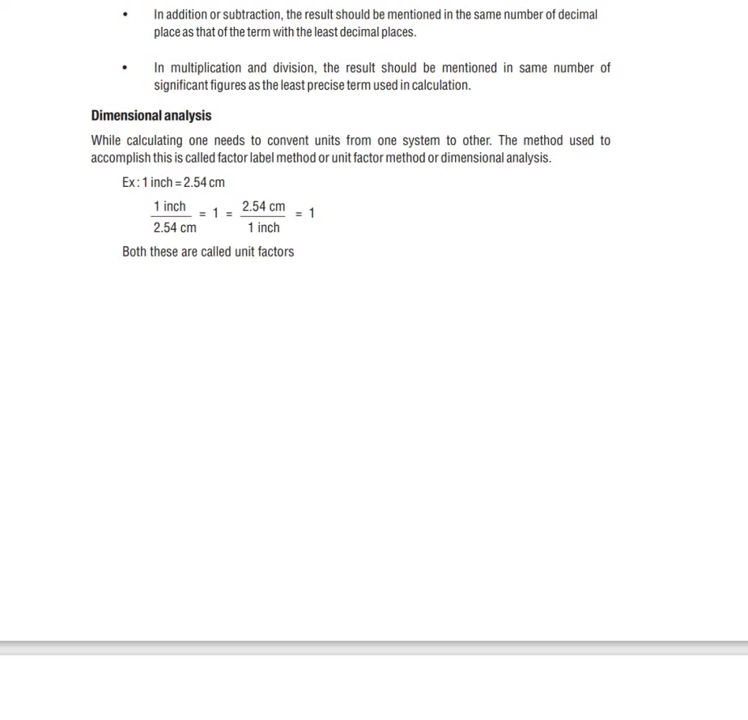 • In addition or subtraction, the result should be mentioned in the same number of decimal
place as that of the term with the least decimal places.
• In multiplication and division, the result should be mentioned in same number of
significant figures as the least precise term used in calculation.
Dimensional analysis
While calculating one needs to convent units from one system to other. The method used to
accomplish this is called factor label method or unit factor method or dimensional analysis.
Ex : 1 inch = 2.54 cm
1 inch / 2.54 cm = 1 = 2.54 cm / 1 inch = 1
Both these are called unit factors